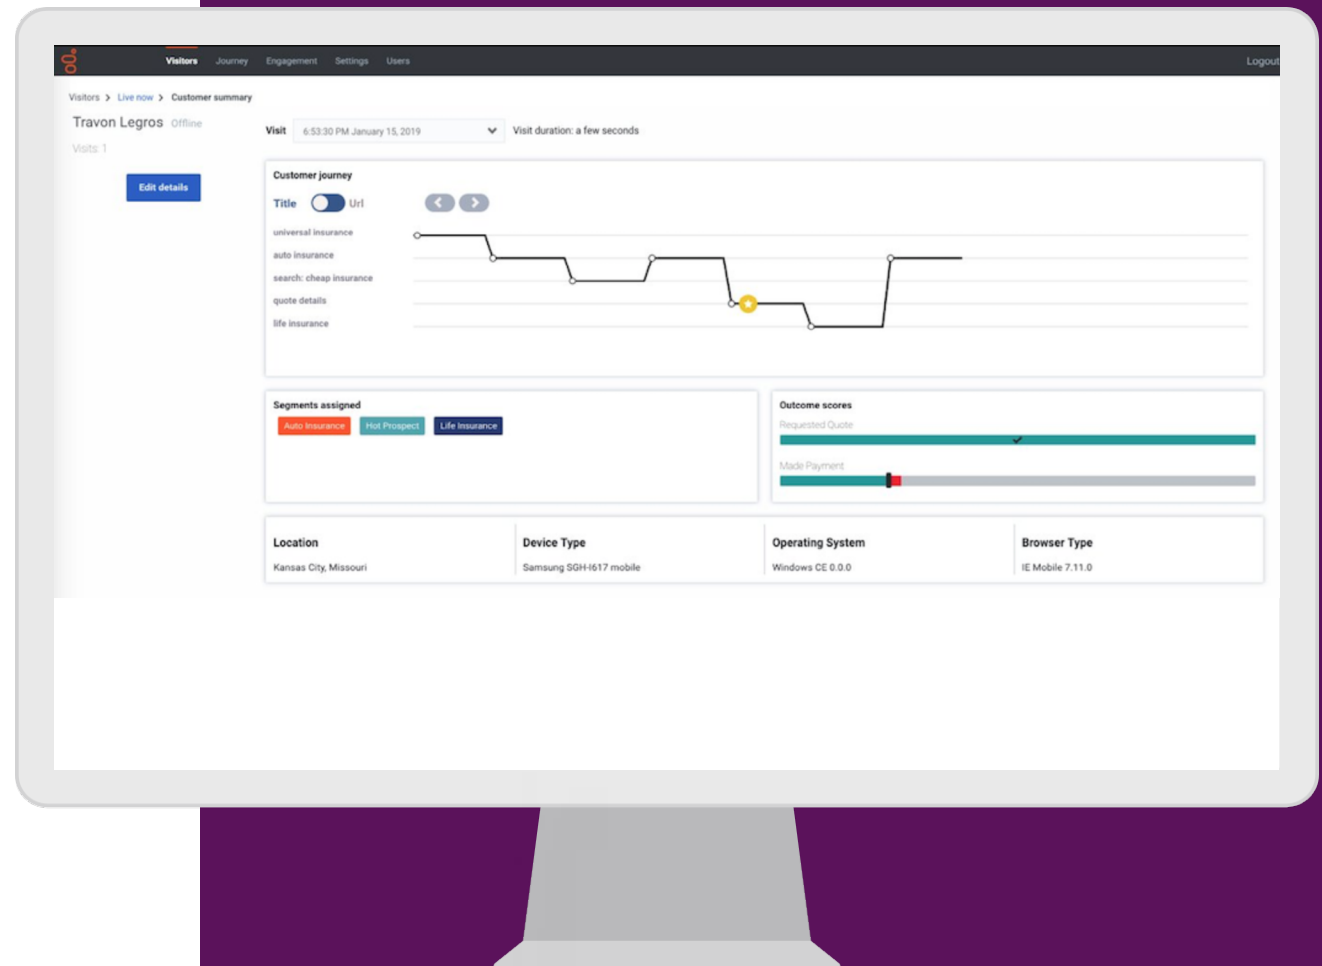 Visitors Journey Engagement Settings Users Logout
Visitors > Live now > Customer summary
Travon Legros Offline
Visits: 1
Edit details
Visit 6:53:30 PM January 15, 2019 Visit duration: a few seconds
Customer journey
Title Url
universal insurance
auto insurance
search: cheap insurance
quote details
life insurance
Segments assigned
Auto Insurance Hot Prospect Life Insurance
Outcome scores
Requested Quote
Made Payment
Location
Kansas City, Missouri
Device Type
Samsung SGH-I617 mobile
Operating System
Windows CE 0.0.0
Browser Type
IE Mobile 7.11.0